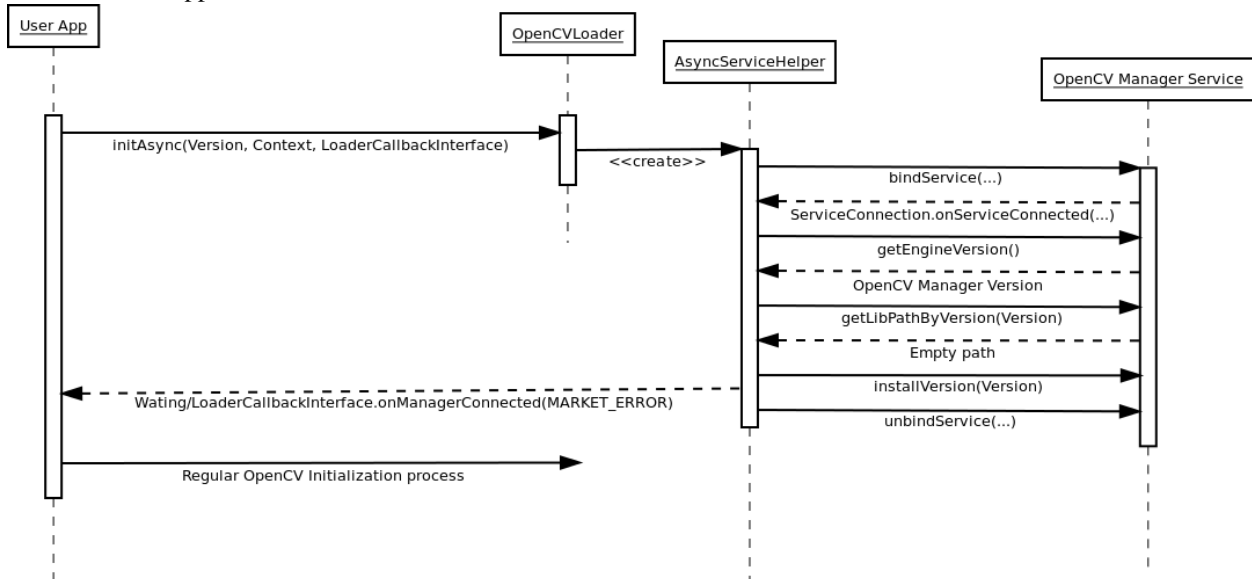 User App
OpenCVLoader
AsyncServiceHelper
OpenCV Manager Service
initAsync(Version, Context, LoaderCallbackInterface)
<<create>>
bindService(...)
ServiceConnection.onServiceConnected(...)
getEngineVersion()
OpenCV Manager Version
getLibPathByVersion(Version)
Empty path
installVersion(Version)
Wating/LoaderCallbackInterface.onManagerConnected(MARKET_ERROR)
unbindService(...)
Regular OpenCV Initialization process